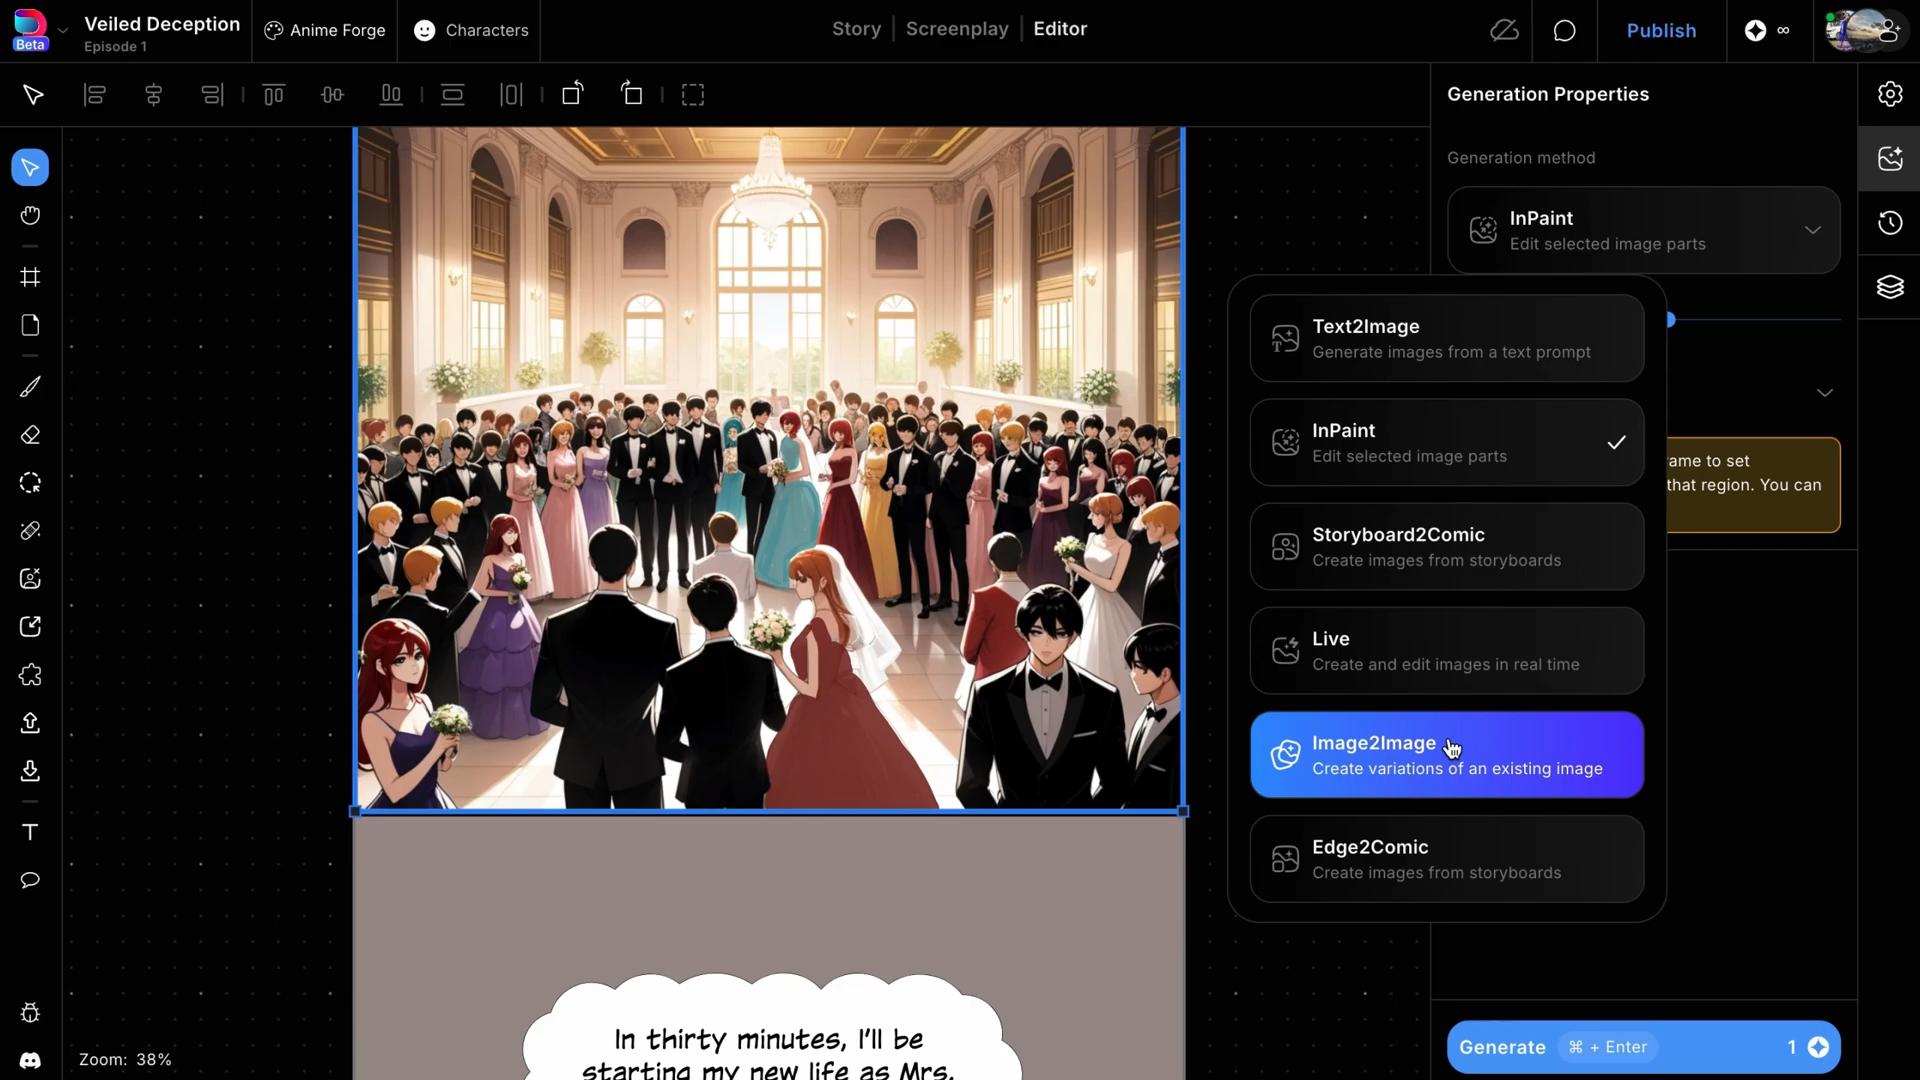 Beta
Veiled Deception
Episode 1
Anime Forge
Characters
Story
Screenplay
Editor
Publish
∞
Generation Properties
Generation method
InPaint
Edit selected image parts
Text2Image
Generate images from a text prompt
InPaint
Edit selected image parts
ame to set
that region. You can
Storyboard2Comic
Create images from storyboards
Live
Create and edit images in real time
Image2Image
Create variations of an existing image
Edge2Comic
Create images from storyboards
In thirty minutes, I'll be
starting my new life as Mrs.
Zoom: 38%
Generate ⌘ + Enter 1